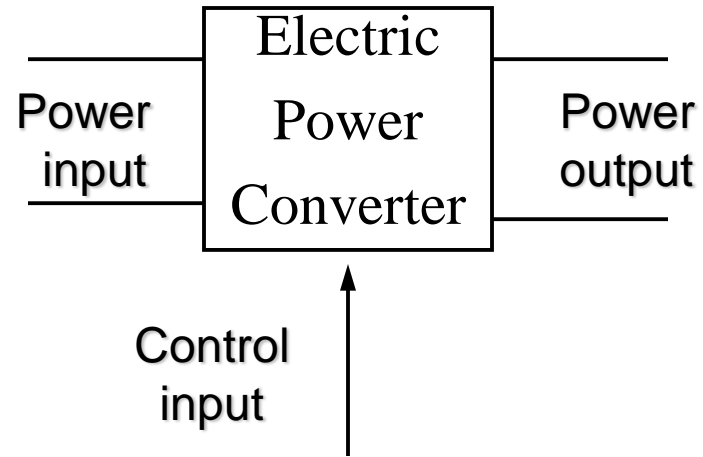 Electric
Power
Converter
Power
input
Power
output
Control
input